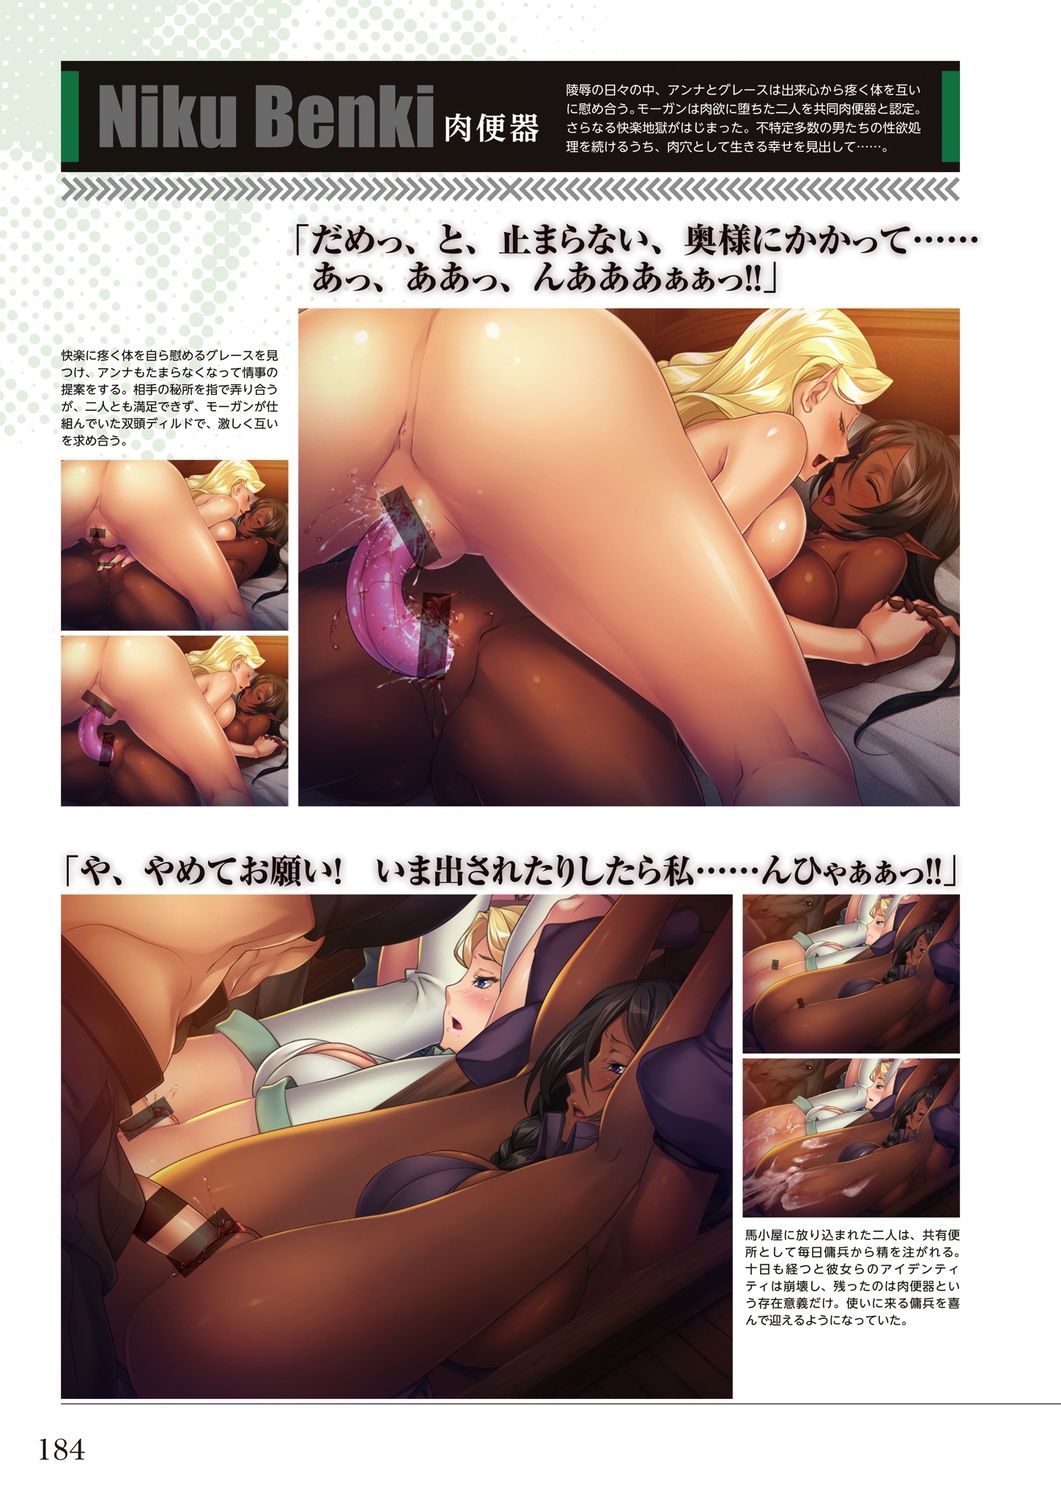 Niku Benki 肉便器
陵辱の日々の中、アンナとグレースは出来心から疼く体を互い
に慰め合う。モーガンは肉欲に堕ちた二人を共同肉便器と認定。
さらなる快楽地獄がはじまった。不特定多数の男たちの性欲処
理を続けるうち、肉穴として生きる幸せを見出して……。
「だめっ、と、止まらない、奥様にかかって……
あっ、ああっ、んあああぁぁっ!!」
快楽に疼く体を自ら慰めるグレースを見
つけ、アンナもたまらなくなって情事の
提案をする。相手の秘所を指で弄り合う
が、二人とも満足できず、モーガンが仕
組んでいた双頭ディルドで、激しく互い
を求め合う。
「や、やめてお願い!　いま出されたりしたら私……んひゃぁぁっ!!」
馬小屋に放り込まれた二人は、共有便
所として毎日傭兵から精を注がれる。
十日も経つと彼女らのアイデンティ
ティは崩壊し、残ったのは肉便器とい
う存在意義だけ。使いに来る傭兵を喜
んで迎えるようになっていた。
184